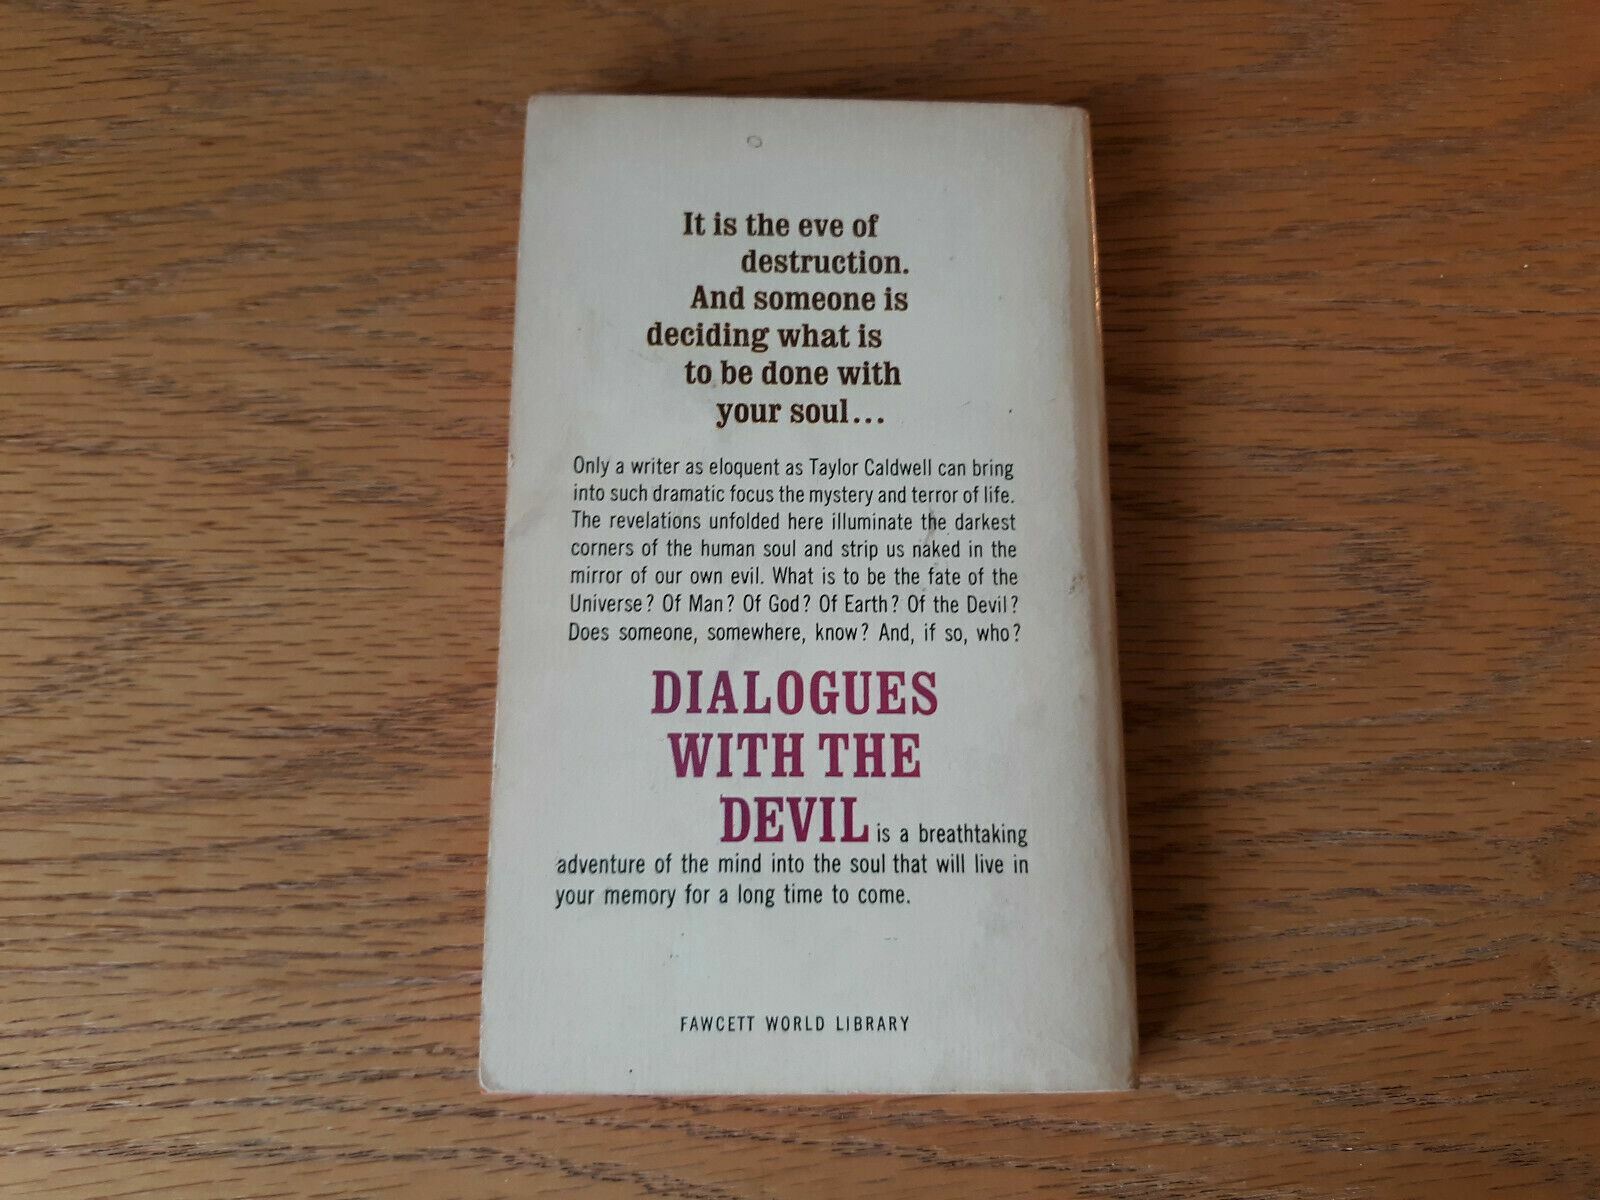 It is the eve of
destruction.
And someone is
deciding what is
to be done with
your soul...
Only a writer as eloquent as Taylor Caldwell can bring
into such dramatic focus the mystery and terror of life.
The revelations unfolded here illuminate the darkest
corners of the human soul and strip us naked in the
mirror of our own evil. What is to be the fate of the
Universe? Of Man? Of God? Of Earth? Of the Devil?
Does someone, somewhere, know? And, if so, who?
DIALOGUES
WITH THE
DEVIL is a breathtaking
adventure of the mind into the soul that will live in
your memory for a long time to come.
FAWCETT WORLD LIBRARY